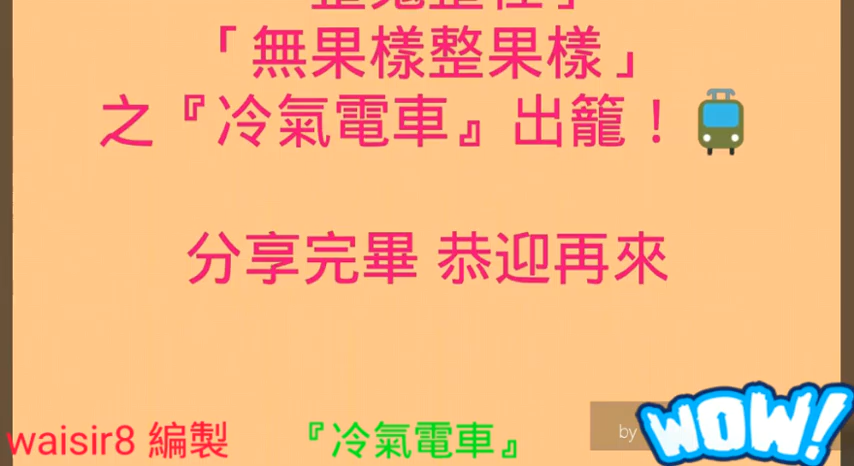 「無果樣整果樣」
之『冷氣電車』出籠！
分享完畢 恭迎再來
waisir8 編製
『冷氣電車』
by
WOW!